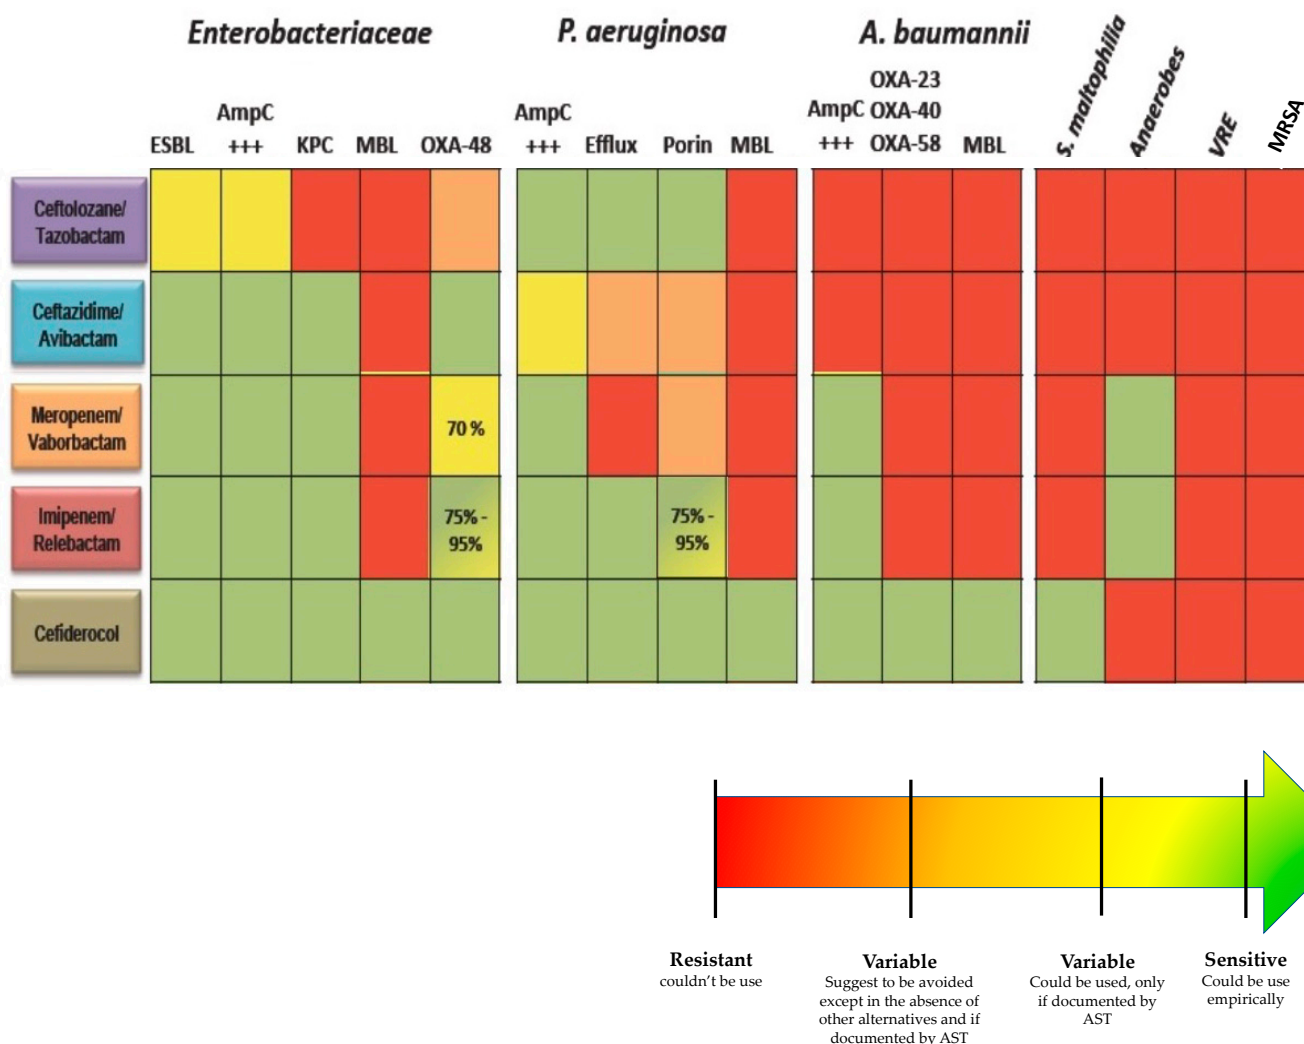 Enterobacteriaceae
P. aeruginosa
A. baumannii
S. maltophilia
Anaerobes
VRE
MRSA
ESBL
AmpC
+++
KPC
MBL
OXA-48
AmpC
+++
Efflux
Porin
MBL
AmpC
+++
OXA-23
OXA-40
OXA-58
MBL
Ceftolozane/
Tazobactam
Ceftazidime/
Avibactam
Meropenem/
Vaborbactam
70 %
Imipenem/
Relebactam
75% -
95%
75% -
95%
Cefiderocol
Resistant
couldn't be use
Variable
Suggest to be avoided
except in the absence of
other alternatives and if
documented by AST
Variable
Could be used, only
if documented by
AST
Sensitive
Could be use
empirically